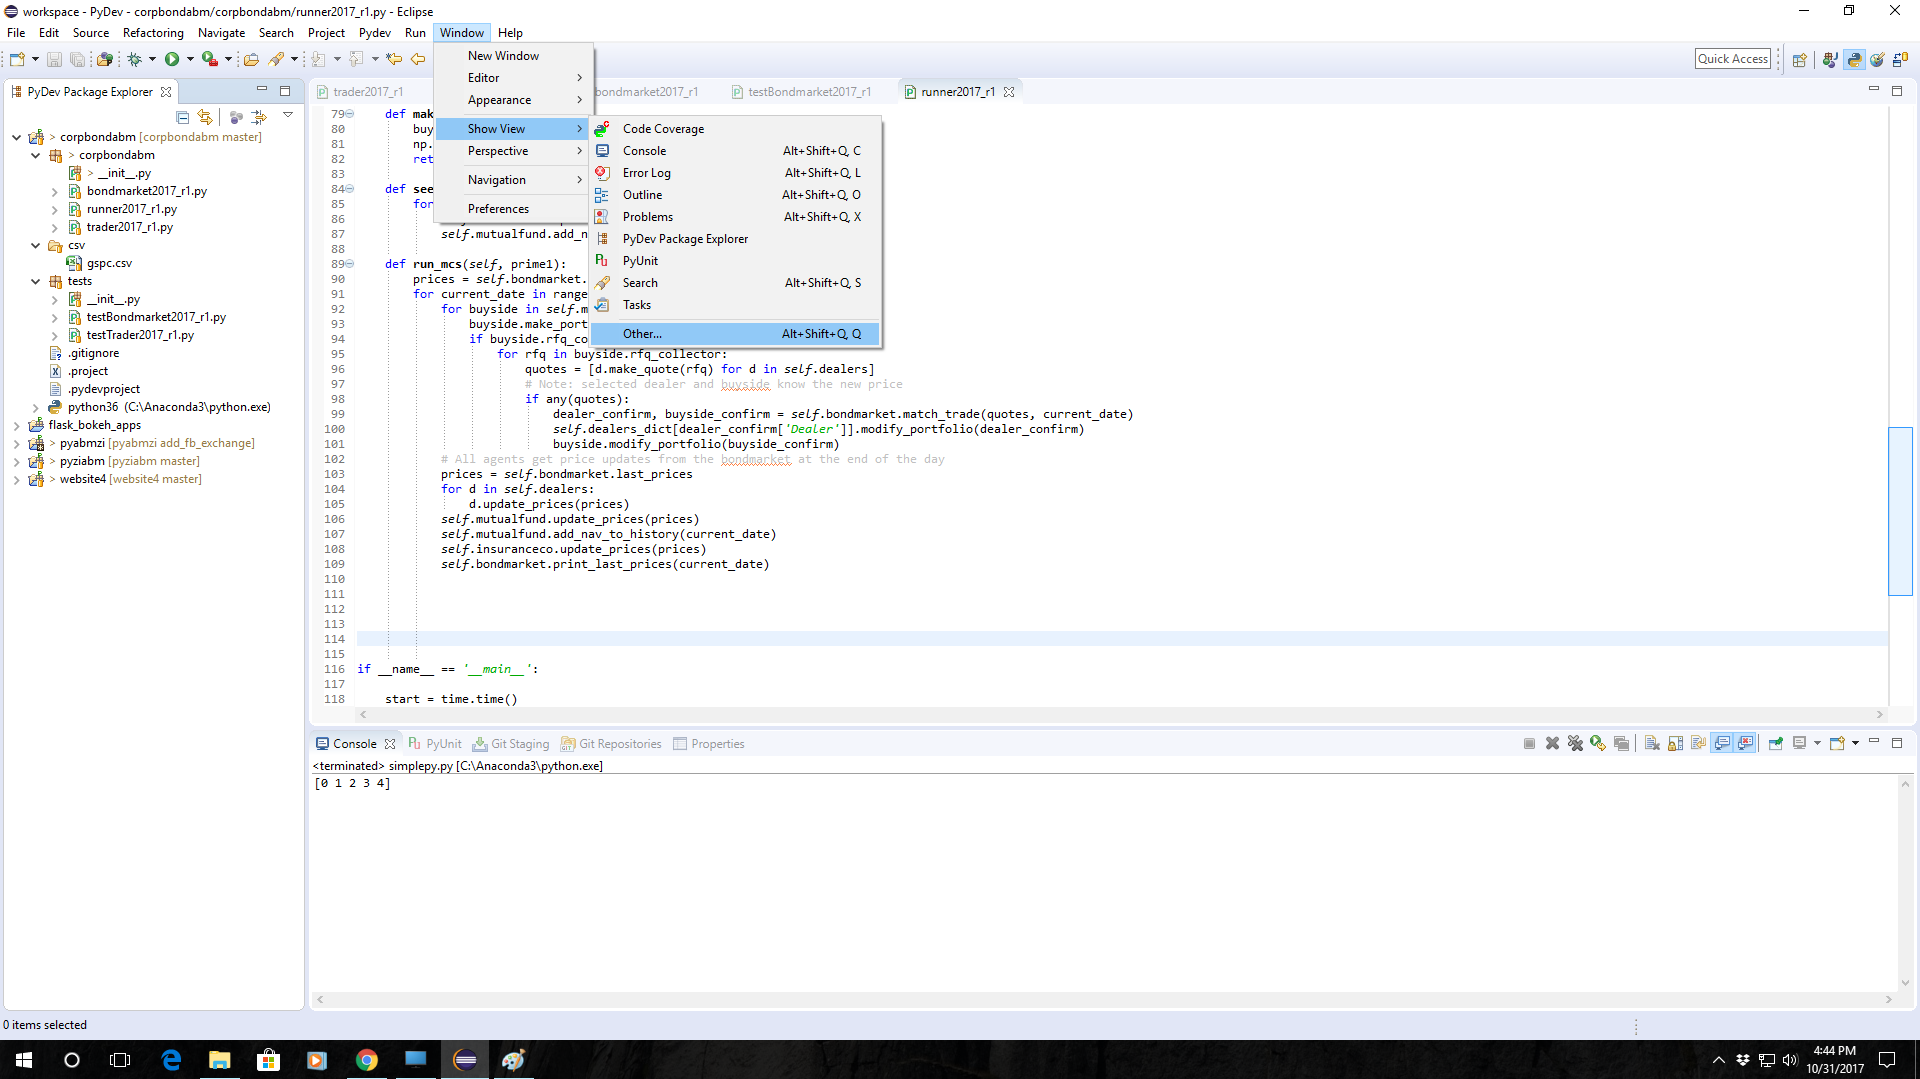 workspace - PyDev - corpbondabm/corpbondabm/runner2017_r1.py - Eclipse
File Edit Source Refactoring Navigate Search Project Pydev Run Window Help
Quick Access
New Window
Editor
Appearance
Show View
Perspective
Navigation
Preferences
Code Coverage
Console Alt+Shift+Q, C
Error Log Alt+Shift+Q, L
Outline Alt+Shift+Q, O
Problems Alt+Shift+Q, X
PyDev Package Explorer
PyUnit
Search Alt+Shift+Q, S
Tasks
Other... Alt+Shift+Q, Q
PyDev Package Explorer
> corpbondabm [corpbondabm master]
> corpbondabm
> __init__.py
bondmarket2017_r1.py
runner2017_r1.py
trader2017_r1.py
csv
gspc.csv
tests
__init__.py
testBondmarket2017_r1.py
testTrader2017_r1.py
.gitignore
.project
.pydevproject
python36 (C:\Anaconda3\python.exe)
flask_bokeh_apps
> pyabmzi [pyabmzi add_fb_exchange]
> pyziabm [pyziabm master]
> website4 [website4 master]
trader2017_r1 bondmarket2017_r1 testBondmarket2017_r1 runner2017_r1
79 def mak
80 buy
81 np.
82 ret
83
84 def see
85 for
86
87 self.mutualfund.add_n
88
89 def run_mcs(self, prime1):
90 prices = self.bondmarket.
91 for current_date in range
92 for buyside in self.m
93 buyside.make_port
94 if buyside.rfq_co
95 for rfq in buyside.rfq_collector:
96 quotes = [d.make_quote(rfq) for d in self.dealers]
97 # Note: selected dealer and buyside know the new price
98 if any(quotes):
99 dealer_confirm, buyside_confirm = self.bondmarket.match_trade(quotes, current_date)
100 self.dealers_dict[dealer_confirm['Dealer']].modify_portfolio(dealer_confirm)
101 buyside.modify_portfolio(buyside_confirm)
102 # All agents get price updates from the bondmarket at the end of the day
103 prices = self.bondmarket.last_prices
104 for d in self.dealers:
105 d.update_prices(prices)
106 self.mutualfund.update_prices(prices)
107 self.mutualfund.add_nav_to_history(current_date)
108 self.insuranceco.update_prices(prices)
109 self.bondmarket.print_last_prices(current_date)
110
111
112
113
114
115
116 if __name__ == '__main__':
117
118 start = time.time()
Console PyUnit Git Staging Git Repositories Properties
<terminated> simplepy.py [C:\Anaconda3\python.exe]
[0 1 2 3 4]
0 items selected
4:44 PM
10/31/2017